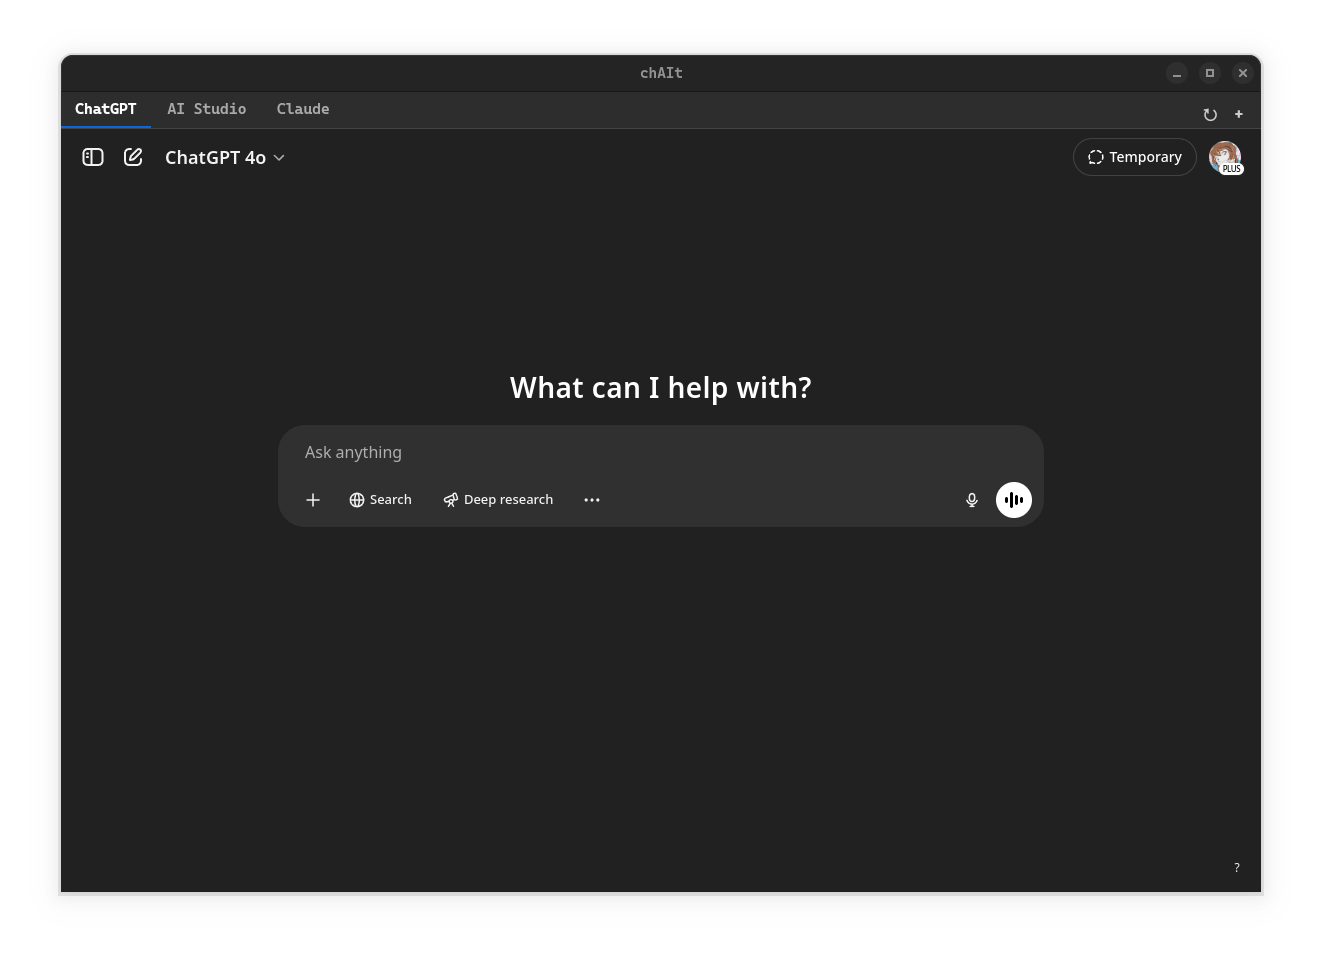 chAIt
ChatGPT AI Studio Claude +
ChatGPT 4o Temporary
PLUS
What can I help with?
Ask anything
Search Deep research
?